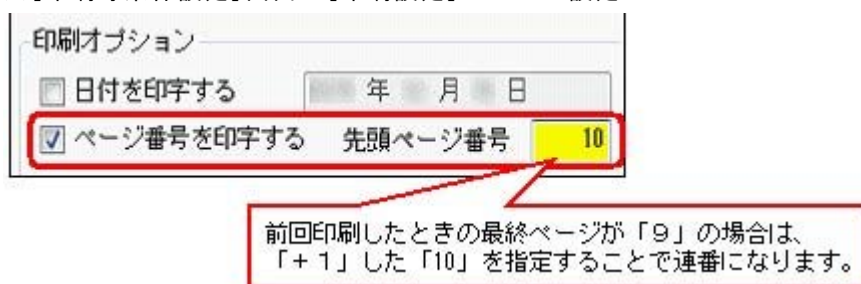 印刷オプション
日付を印字する 年 月 日
ページ番号を印字する 先頭ページ番号 10
前回印刷したときの最終ページが「9」の場合は、
「+1」した「10」を指定することで連番になります。